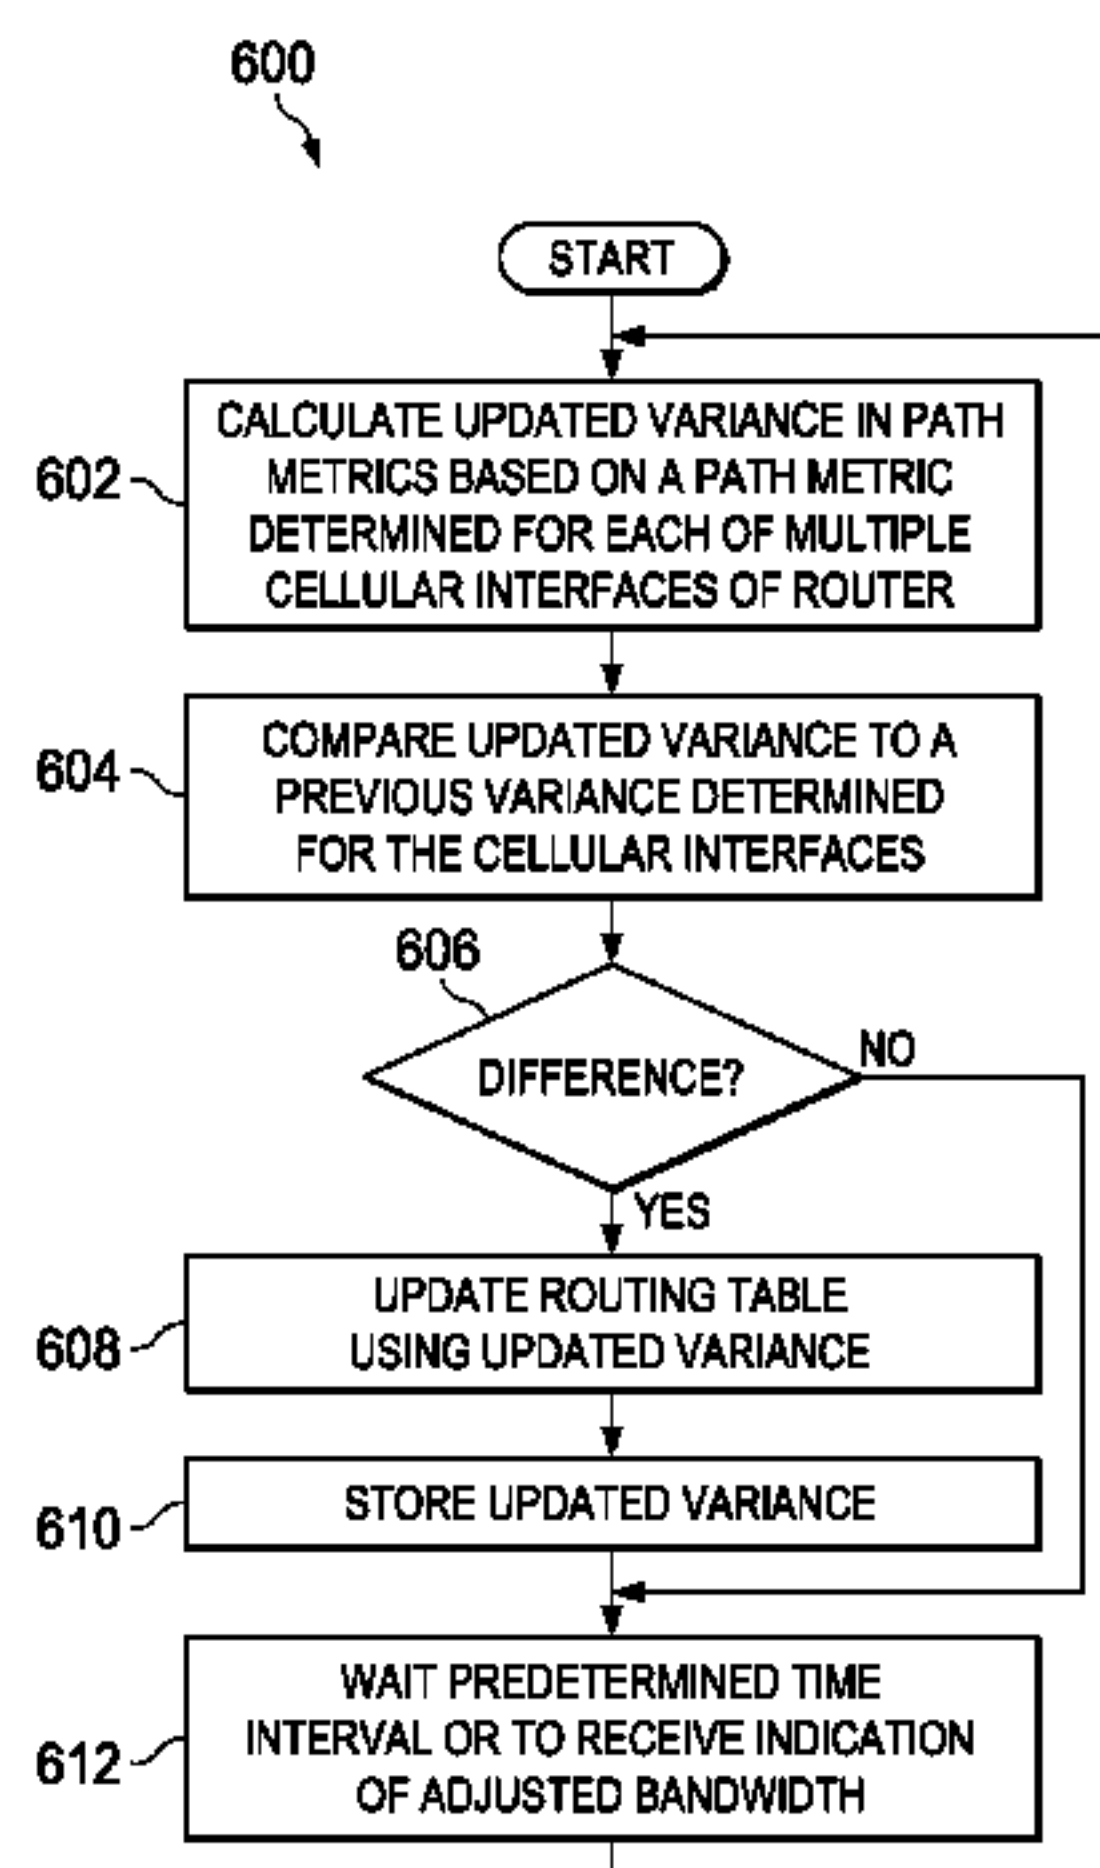 600
START
602
CALCULATE UPDATED VARIANCE IN PATH
METRICS BASED ON A PATH METRIC
DETERMINED FOR EACH OF MULTIPLE
CELLULAR INTERFACES OF ROUTER
604
COMPARE UPDATED VARIANCE TO A
PREVIOUS VARIANCE DETERMINED
FOR THE CELLULAR INTERFACES
606
DIFFERENCE?
NO
YES
608
UPDATE ROUTING TABLE
USING UPDATED VARIANCE
610
STORE UPDATED VARIANCE
612
WAIT PREDETERMINED TIME
INTERVAL OR TO RECEIVE INDICATION
OF ADJUSTED BANDWIDTH